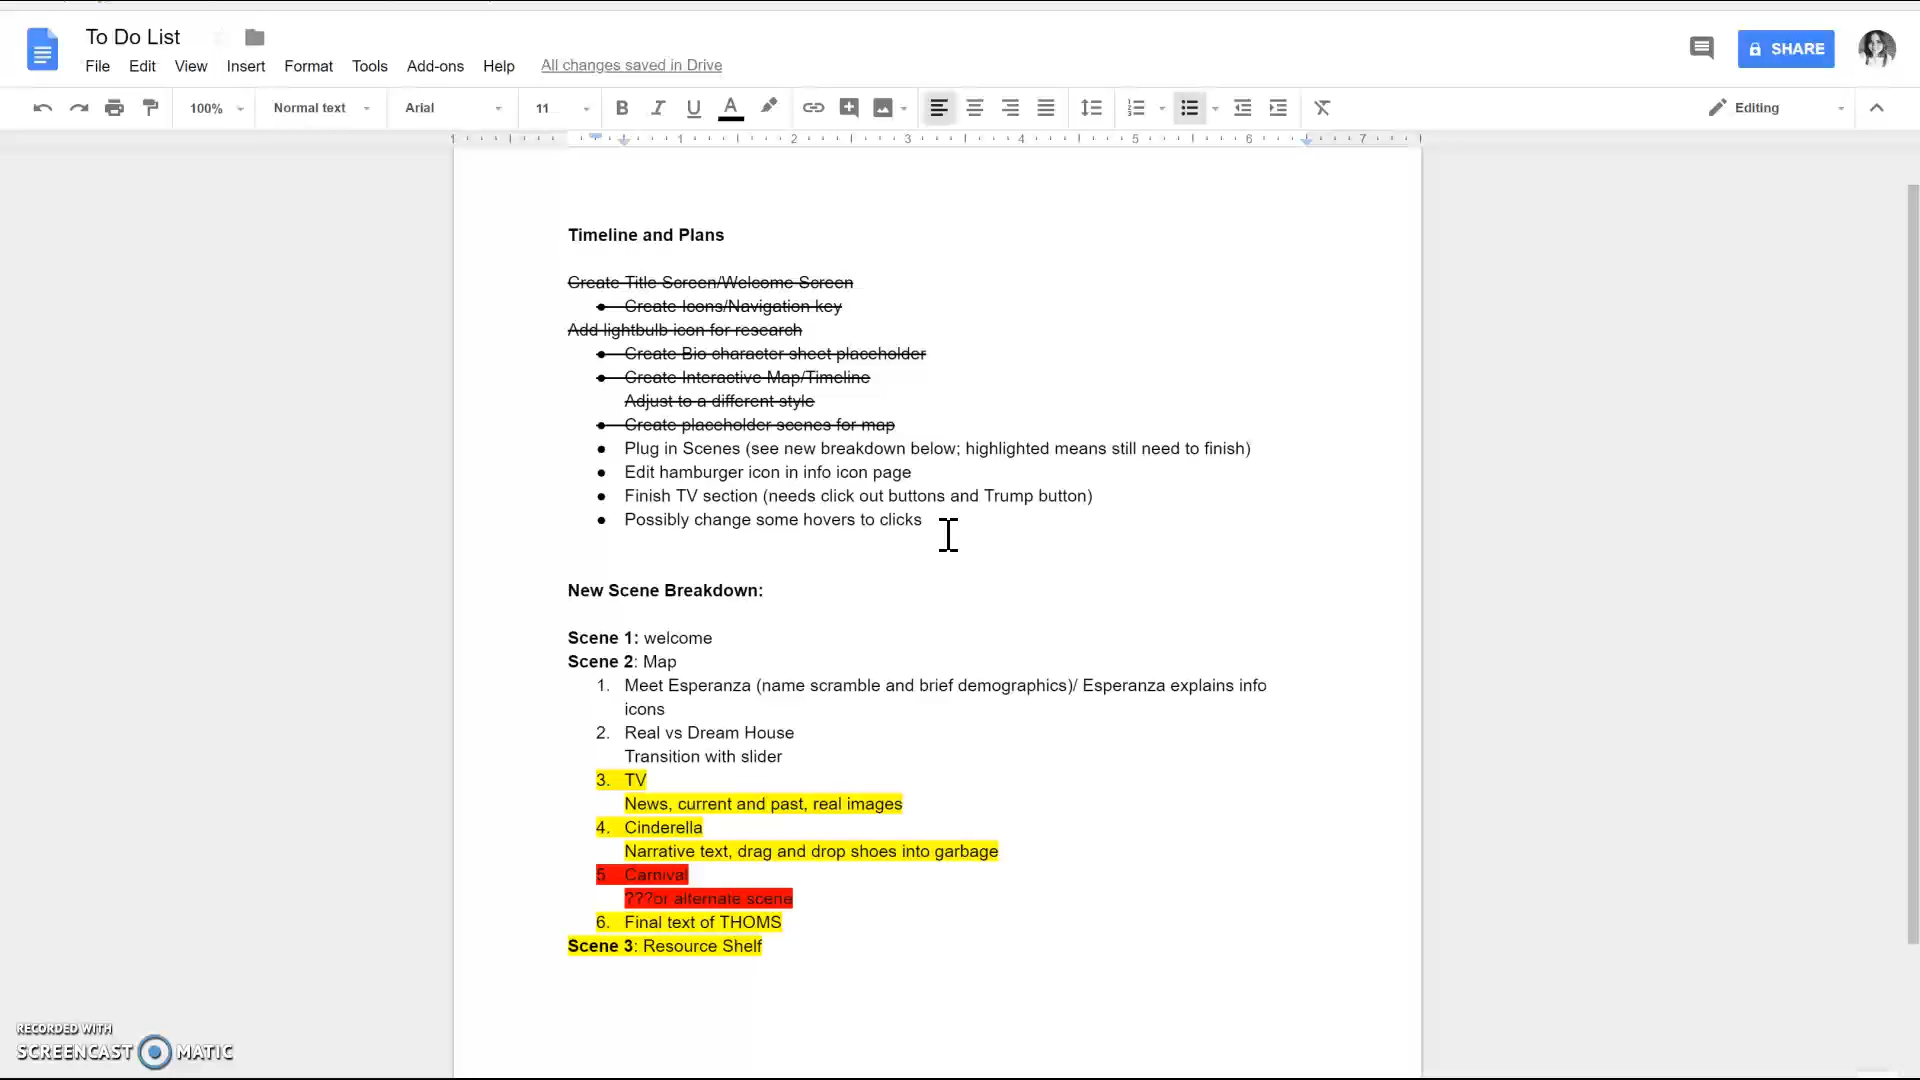 To Do List
File Edit View Insert Format Tools Add-ons Help All changes saved in Drive
SHARE
100% Normal text Arial 11 B I U A Editing
1 1 2 3 4 5 6 7
Timeline and Plans
Create Title Screen/Welcome Screen
● Create Icons/Navigation key
Add lightbulb icon for research
● Create Bio character sheet placeholder
● Create Interactive Map/Timeline
Adjust to a different style
● Create placeholder scenes for map
● Plug in Scenes (see new breakdown below; highlighted means still need to finish)
● Edit hamburger icon in info icon page
● Finish TV section (needs click out buttons and Trump button)
● Possibly change some hovers to clicks
New Scene Breakdown:
Scene 1: welcome
Scene 2: Map
1. Meet Esperanza (name scramble and brief demographics)/ Esperanza explains info
icons
2. Real vs Dream House
Transition with slider
3. TV
News, current and past, real images
4. Cinderella
Narrative text, drag and drop shoes into garbage
5 Carnival
???or alternate scene
6. Final text of THOMS
Scene 3: Resource Shelf
RECORDED WITH
SCREENCAST MATIC